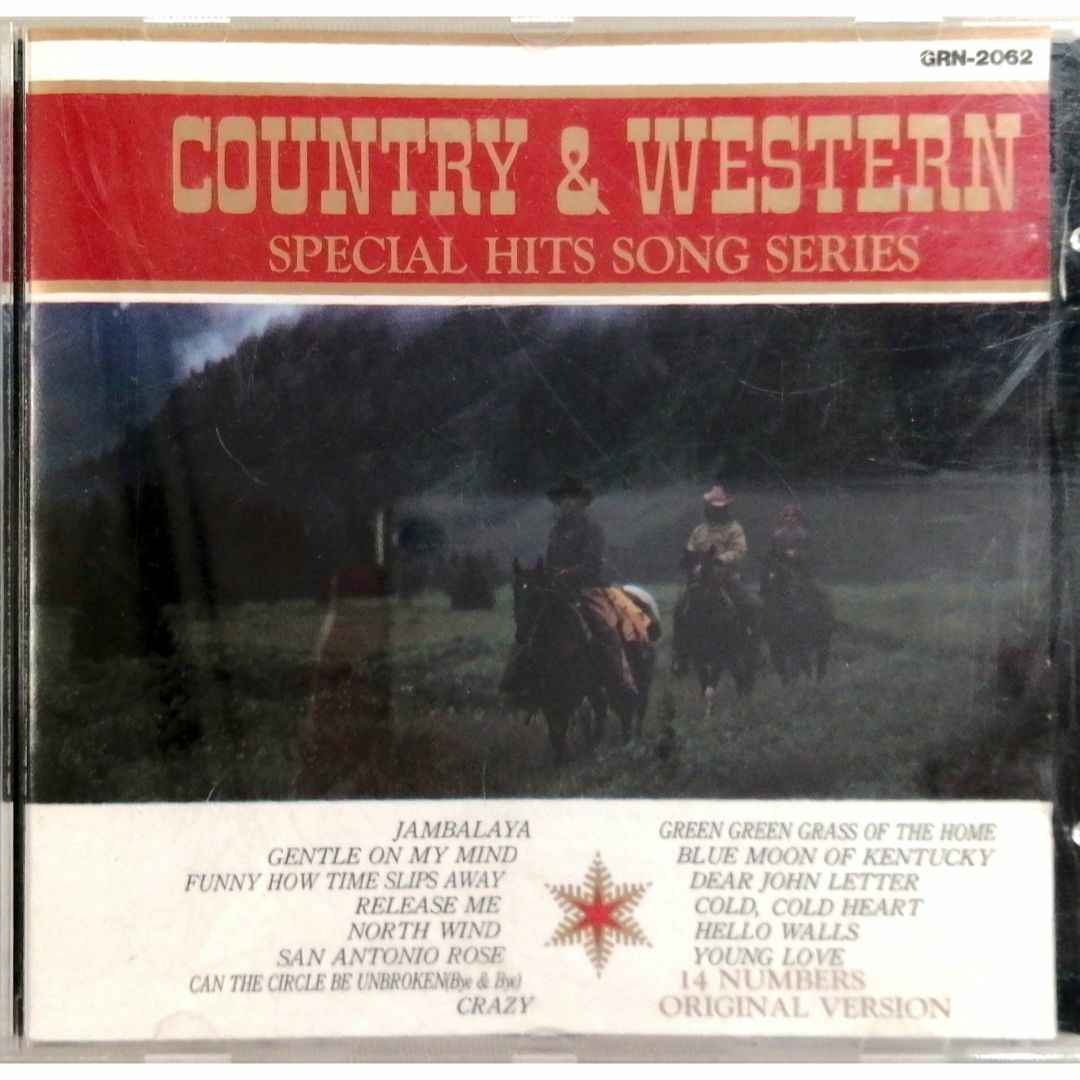 GRN-2062
COUNTRY & WESTERN
SPECIAL HITS SONG SERIES
JAMBALAYA
GENTLE ON MY MIND
FUNNY HOW TIME SLIPS AWAY
RELEASE ME
NORTH WIND
SAN ANTONIO ROSE
CAN THE CIRCLE BE UNBROKEN(Bye & Bye)
CRAZY
GREEN GREEN GRASS OF THE HOME
BLUE MOON OF KENTUCKY
DEAR JOHN LETTER
COLD, COLD HEART
HELLO WALLS
YOUNG LOVE
14 NUMBERS
ORIGINAL VERSION